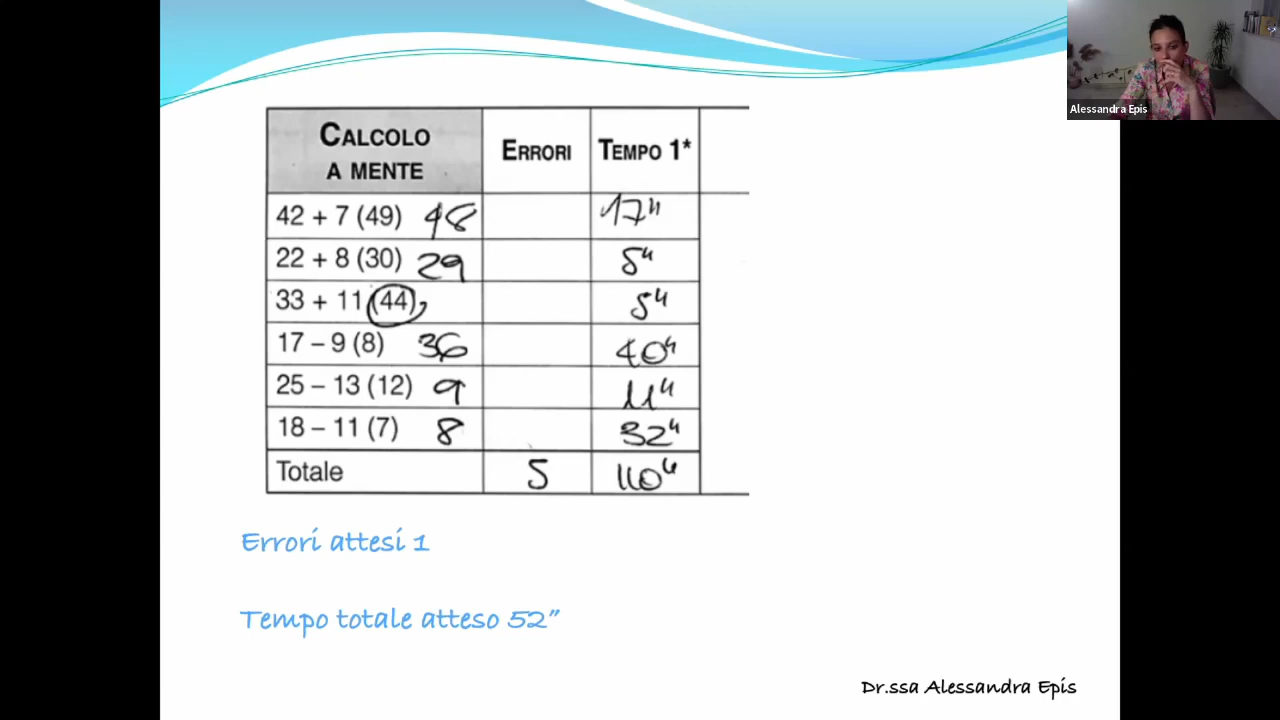 Alessandra Epis
CALCOLO A MENTE ERRORI TEMPO 1*
42 + 7 (49) 48 17"
22 + 8 (30) 29 5"
33 + 11 (44) 5"
17 – 9 (8) 36 40"
25 – 13 (12) 9 11"
18 – 11 (7) 8 32"
Totale 5 110"
Errori attesi 1
Tempo totale atteso 52”
Dr.ssa Alessandra Epis